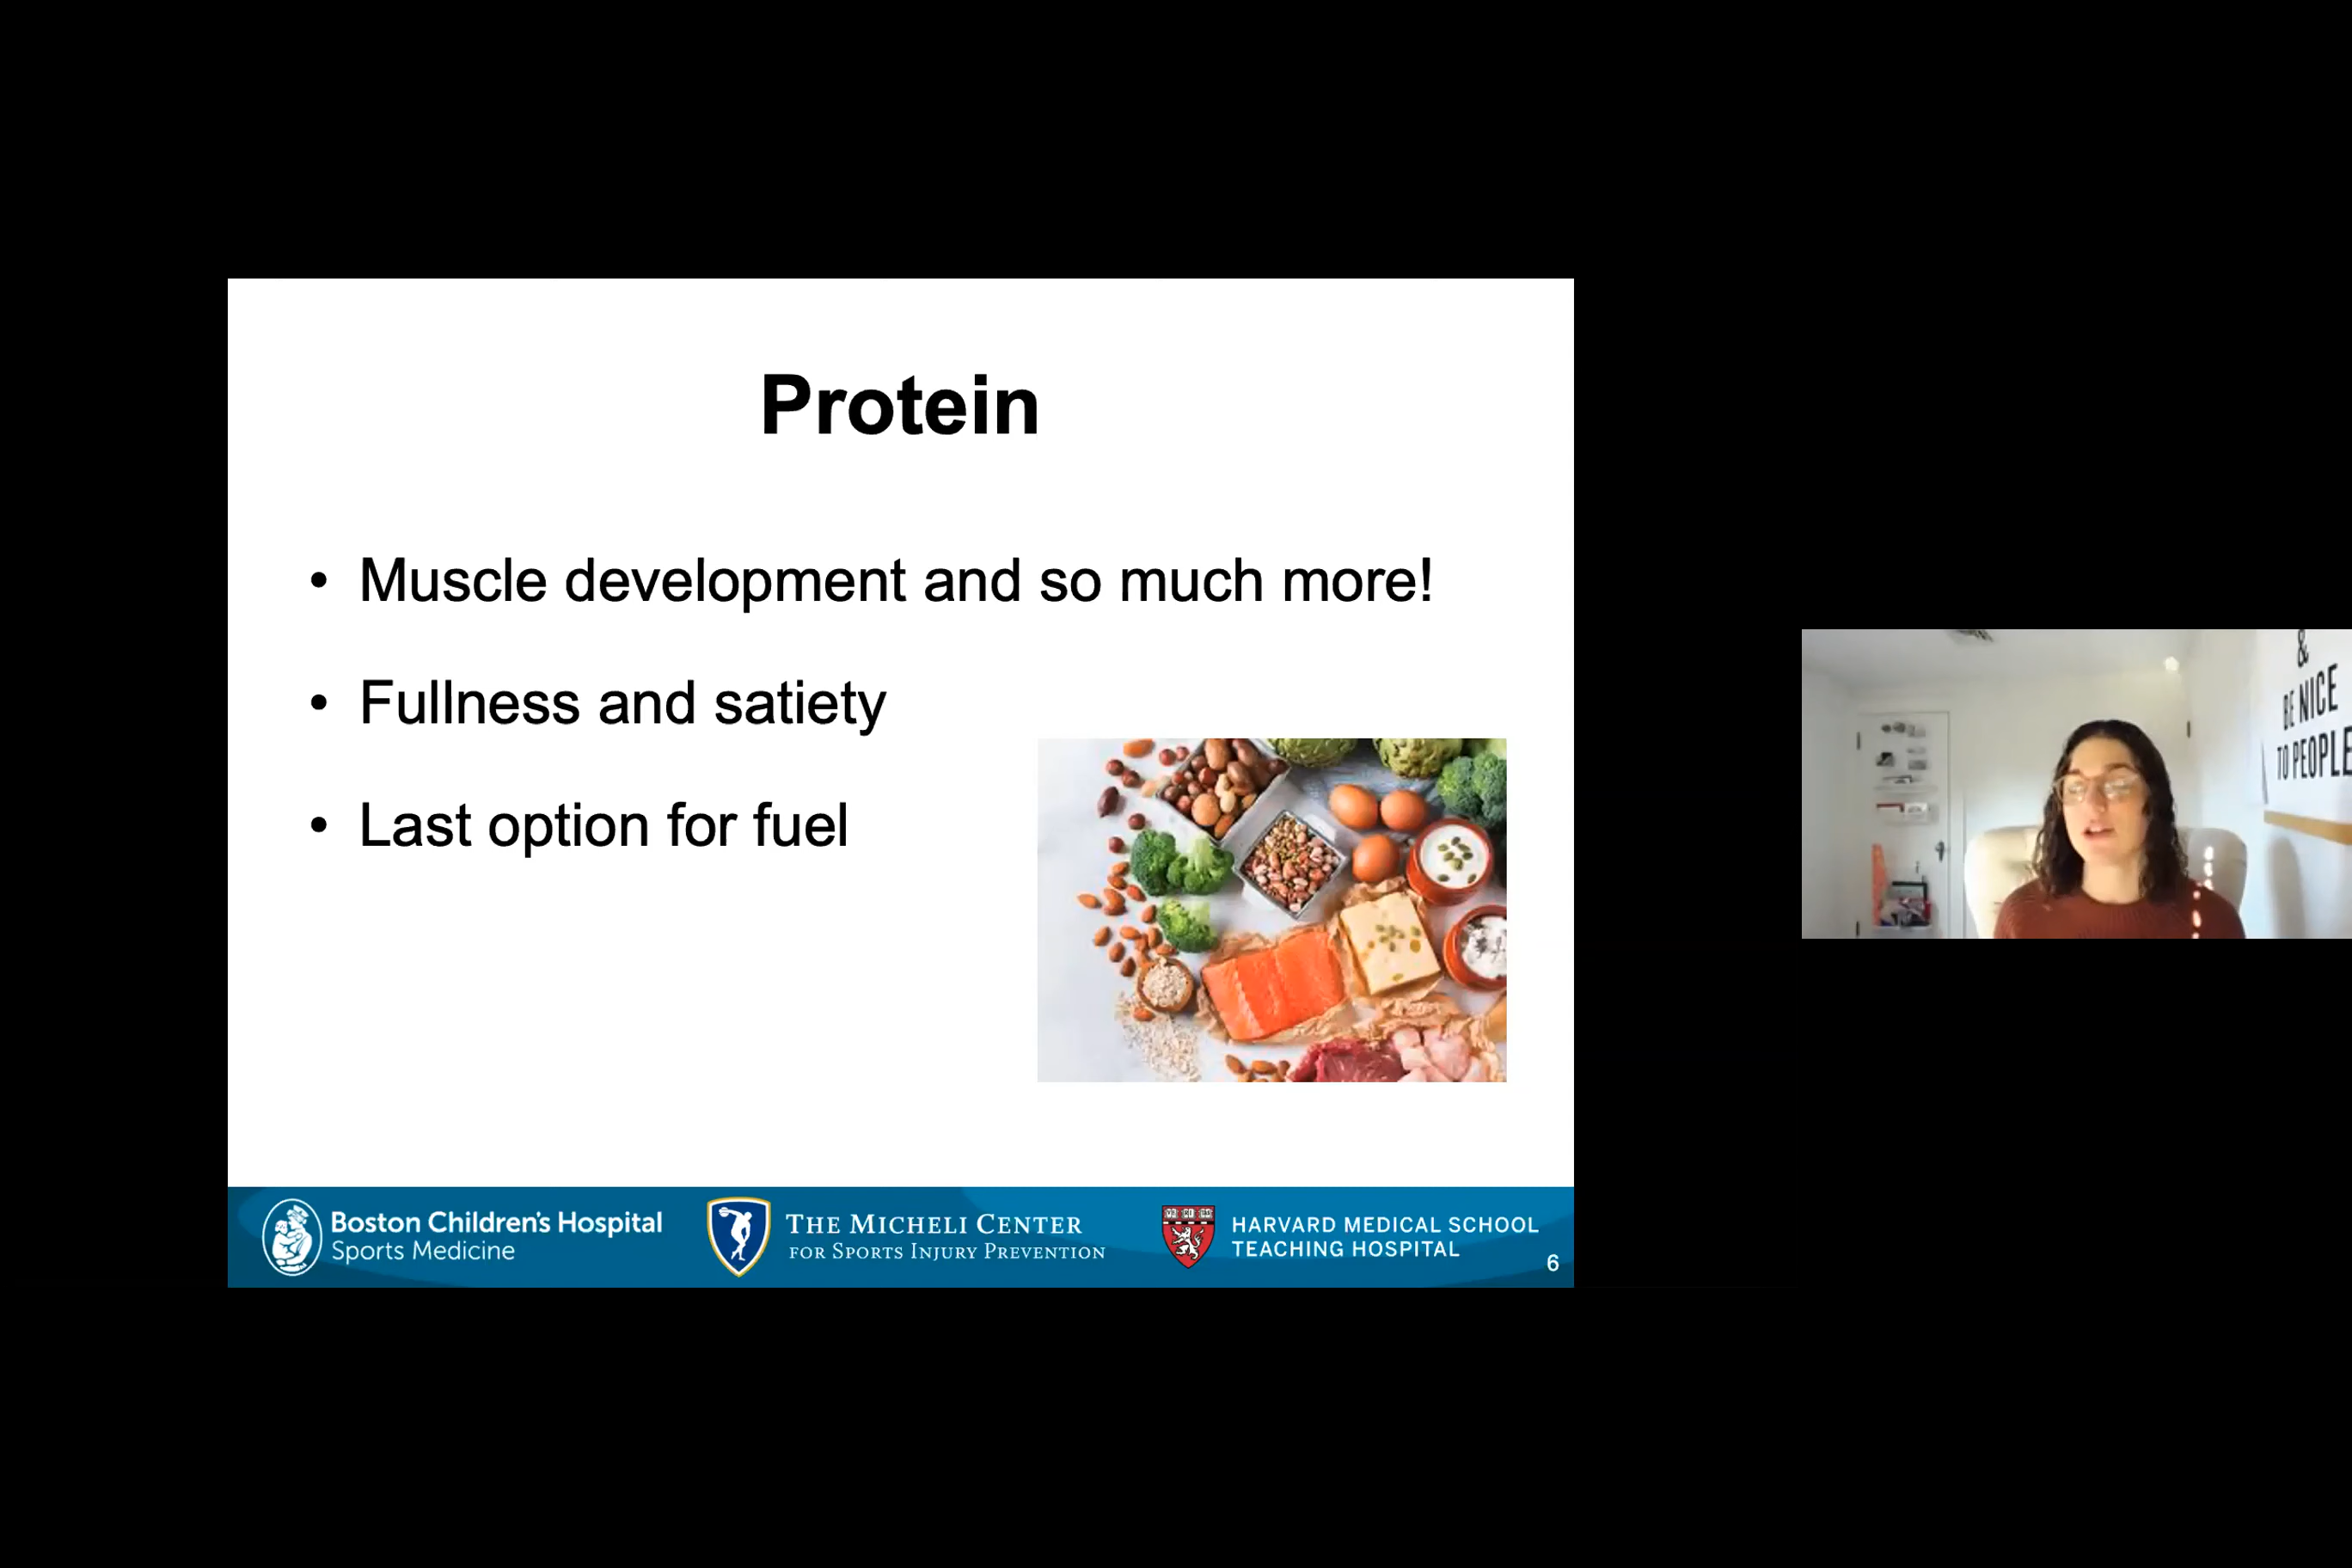 Protein
• Muscle development and so much more!
• Fullness and satiety
• Last option for fuel
&
BE NICE
TO PEOPLE
Boston Children's Hospital
Sports Medicine
THE MICHELI CENTER
FOR SPORTS INJURY PREVENTION
HARVARD MEDICAL SCHOOL
TEACHING HOSPITAL
6